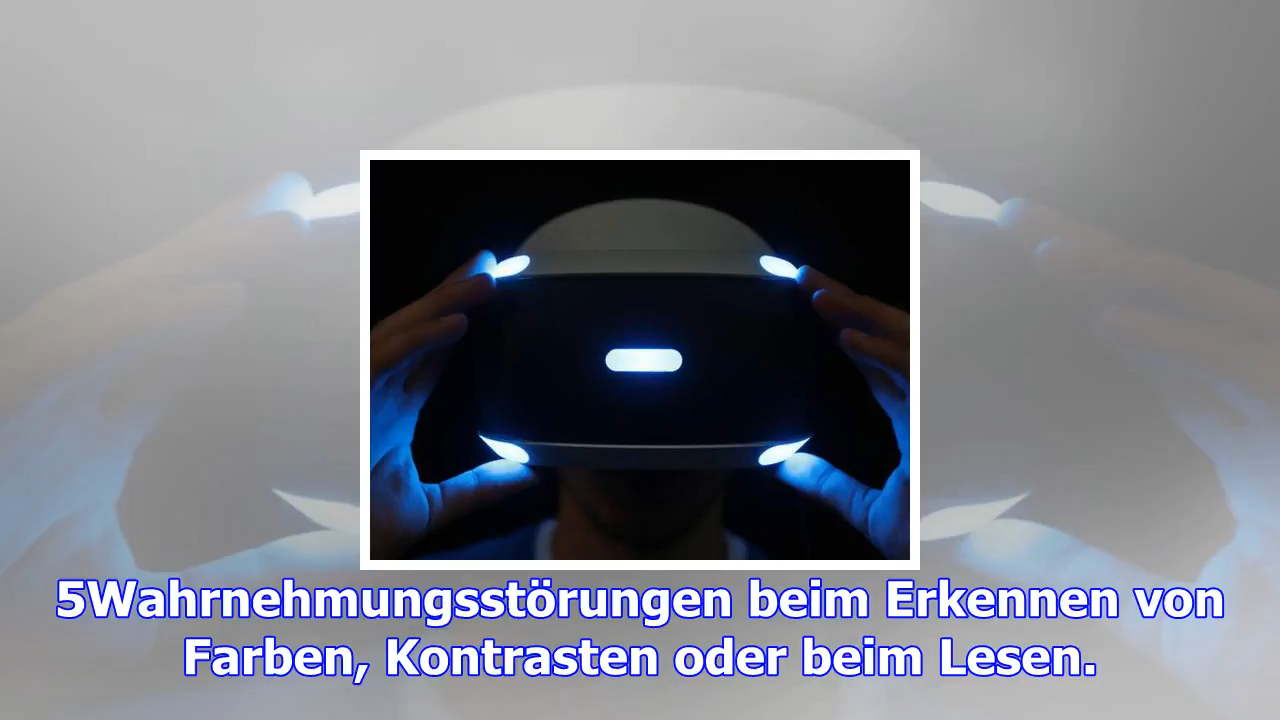 5Wahrnehmungsstörungen beim Erkennen von
Farben, Kontrasten oder beim Lesen.